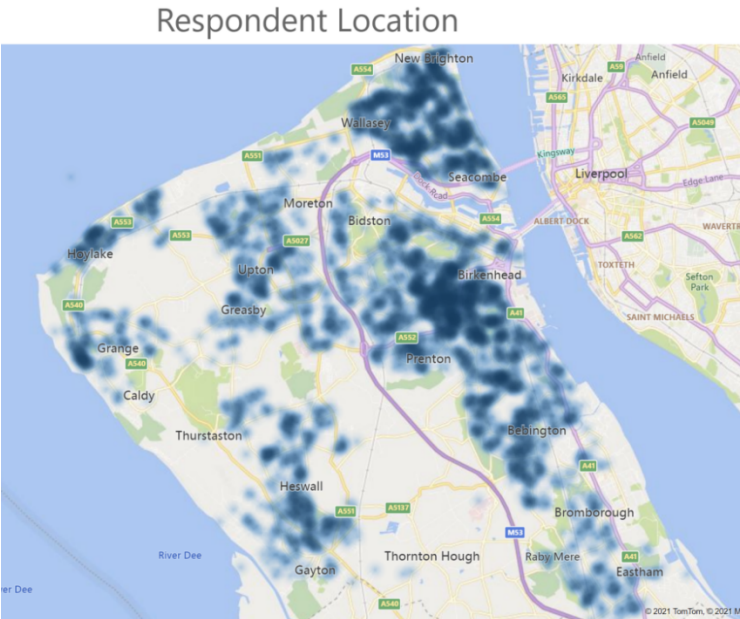 Respondent Location
New Brighton
A554
Kirkdale
A59
Anfield
Anfield
A565
Wallasey
A5049
A551
M53
Kingsway
Seacombe
Dock Road
Liverpool
Edge Lane
Moreton
A553
Bidston
A554
ALBERT DOCK
A553
A5027
A562
WAVERTR
Hoylake
Upton
Birkenhead
TOXTETH
Sefton
Park
A540
Greasby
A41
SAINT MICHAELS
A552
Grange
Prenton
A540
Caldy
Thurstaston
Bebington
A41
Heswall
A551
A5137
Bromborough
M53
River Dee
Thornton Hough
Raby Mere
A41
Gayton
Eastham
er Dee
A540
© 2021 TomTom, © 2021 M